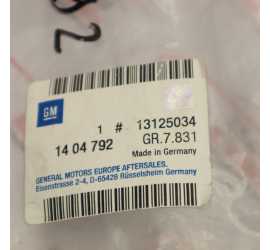 2
GM
1 # 13125034
14 04 792 GR.7.831
Made in Germany
GENERAL MOTORS EUROPE AFTERSALES.
Eisenstrasse 2-4, D-65428 Rüsselsheim Germany